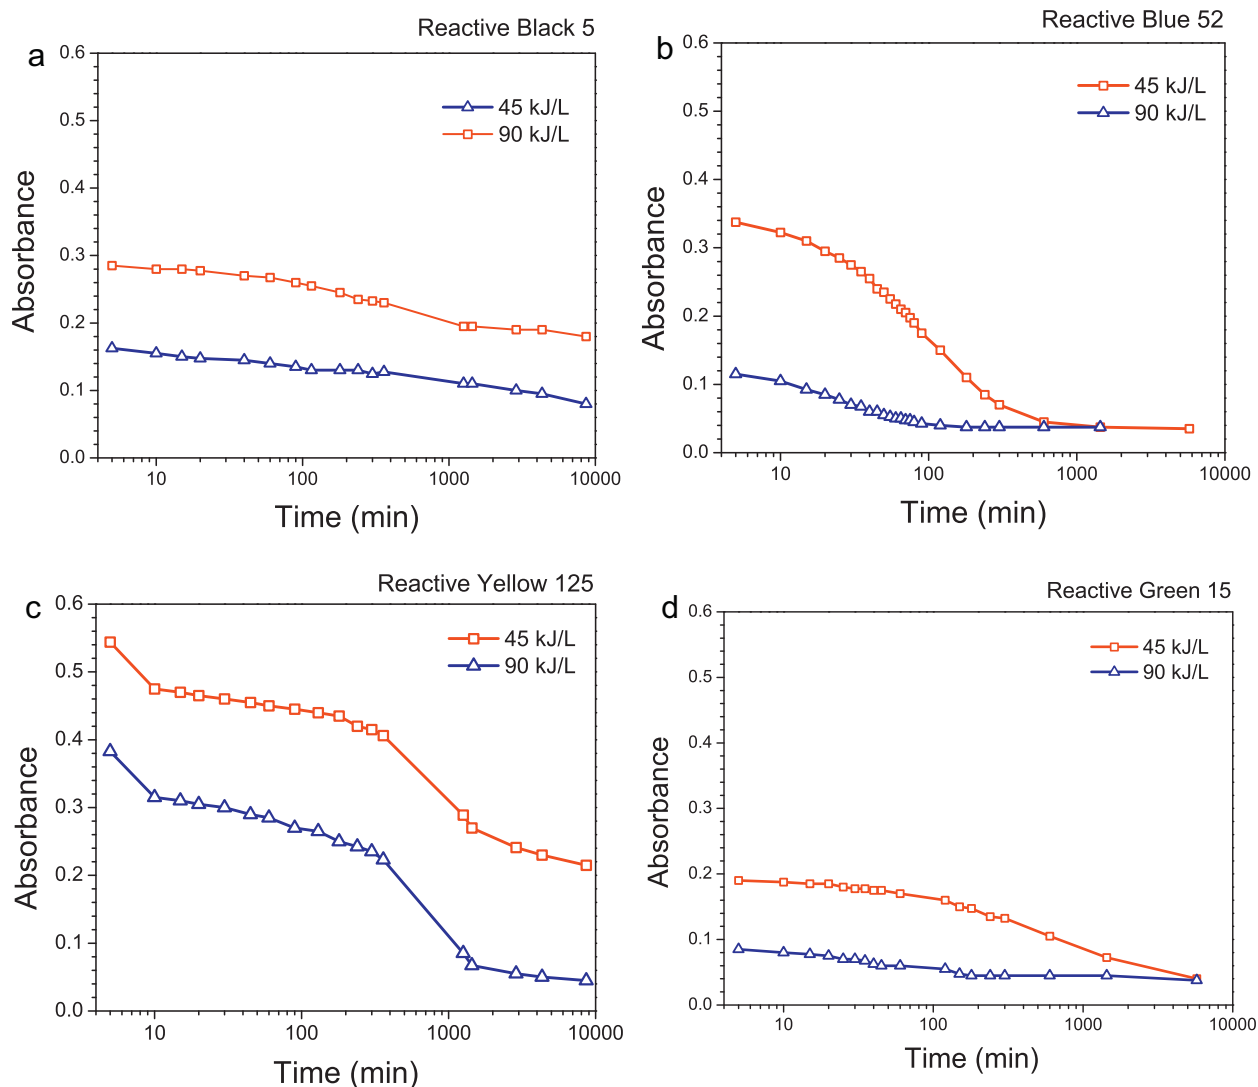 a
Reactive Black 5
0.6
0.5
0.4
0.3
0.2
0.1
0.0
Absorbance
45 kJ/L
90 kJ/L
10
100
1000
10000
Time (min)
b
Reactive Blue 52
0.6
0.5
0.4
0.3
0.2
0.1
0.0
Absorbance
45 kJ/L
90 kJ/L
10
100
1000
10000
Time (min)
c
Reactive Yellow 125
0.6
0.5
0.4
0.3
0.2
0.1
0.0
Absorbance
45 kJ/L
90 kJ/L
10
100
1000
10000
Time (min)
d
Reactive Green 15
0.6
0.5
0.4
0.3
0.2
0.1
0.0
Absorbance
45 kJ/L
90 kJ/L
10
100
1000
10000
Time (min)